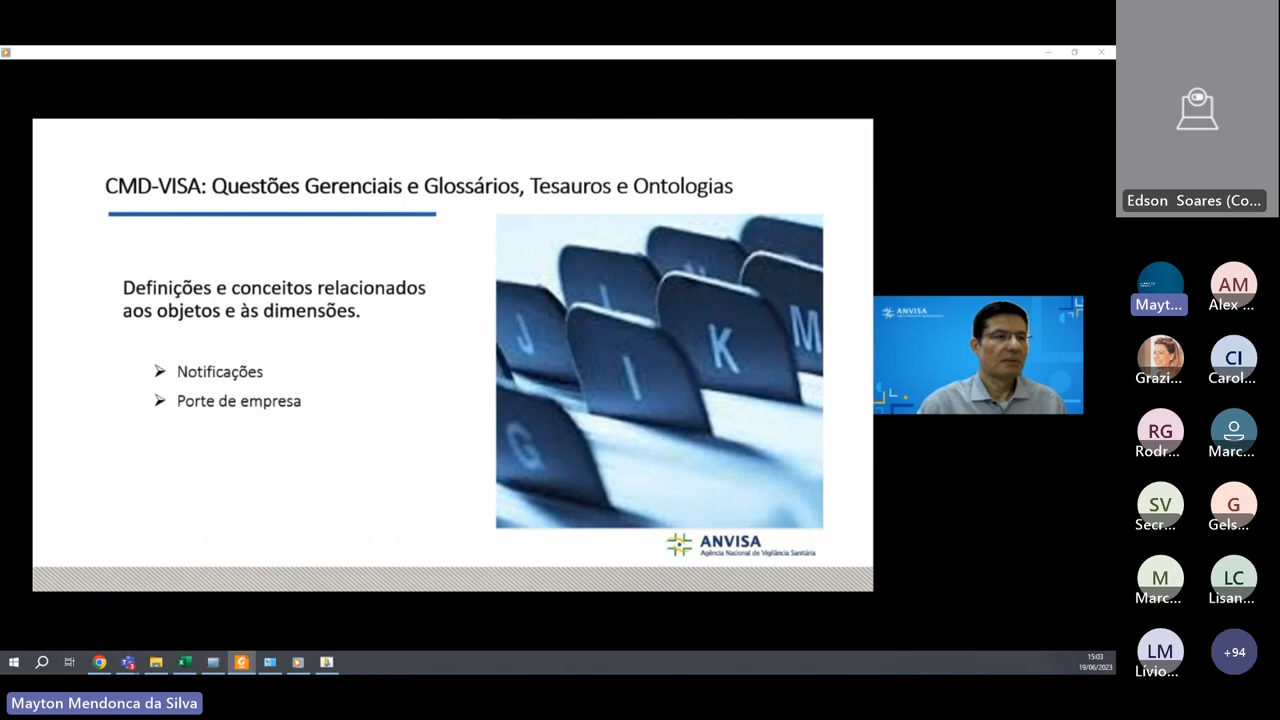 CMD-VISA: Questões Gerenciais e Glossários, Tesauros e Ontologias
Definições e conceitos relacionados
aos objetos e às dimensões.
Notificações
Porte de empresa
J
I
K
M
G
ANVISA
Agência Nacional de Vigilância Sanitária
ANVISA
Edson Soares (Co...
Mayt...
AM
Alex ...
Grazi...
CI
Carol...
RG
Rodr...
Marc...
SV
Secr...
G
Gels...
M
Marc...
LC
Lisan...
LM
Lívio...
+94
15:03
19/06/2023
Mayton Mendonca da Silva